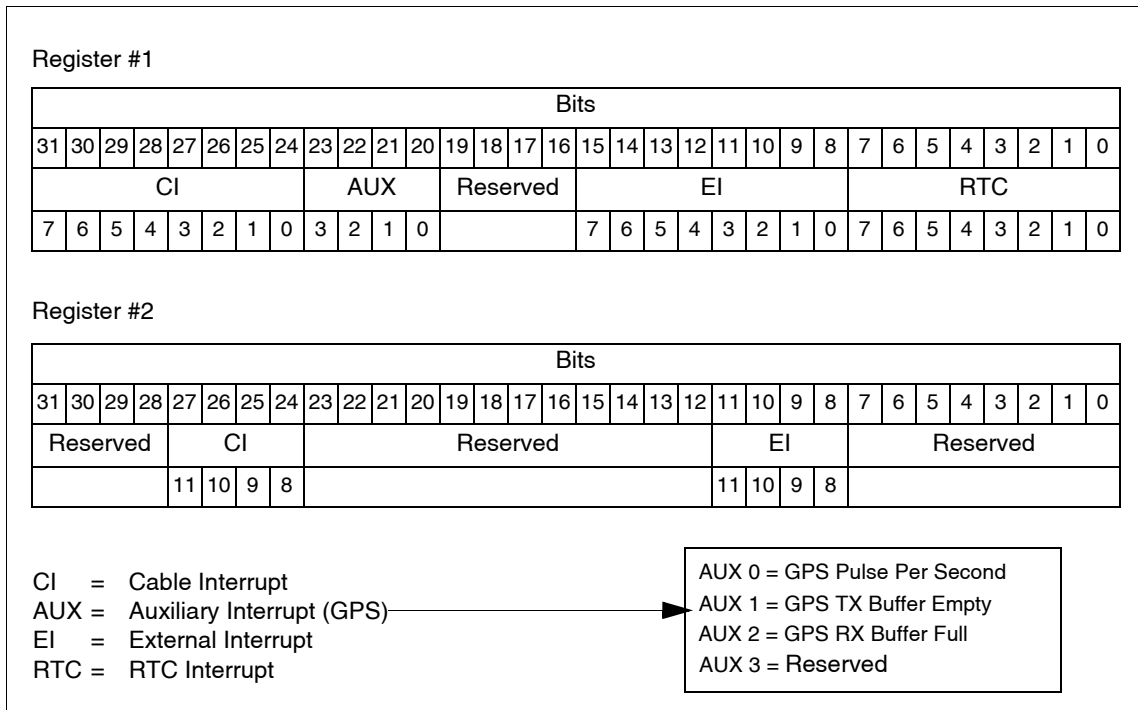 Register #1
Bits
31 30 29 28 27 26 25 24 23 22 21 20 19 18 17 16 15 14 13 12 11 10 9 8 7 6 5 4 3 2 1 0
CI AUX Reserved EI RTC
7 6 5 4 3 2 1 0 3 2 1 0 7 6 5 4 3 2 1 0 7 6 5 4 3 2 1 0
Register #2
Bits
31 30 29 28 27 26 25 24 23 22 21 20 19 18 17 16 15 14 13 12 11 10 9 8 7 6 5 4 3 2 1 0
Reserved CI Reserved EI Reserved
11 10 9 8 11 10 9 8
CI = Cable Interrupt
AUX = Auxiliary Interrupt (GPS)
EI = External Interrupt
RTC = RTC Interrupt
AUX 0 = GPS Pulse Per Second
AUX 1 = GPS TX Buffer Empty
AUX 2 = GPS RX Buffer Full
AUX 3 = Reserved